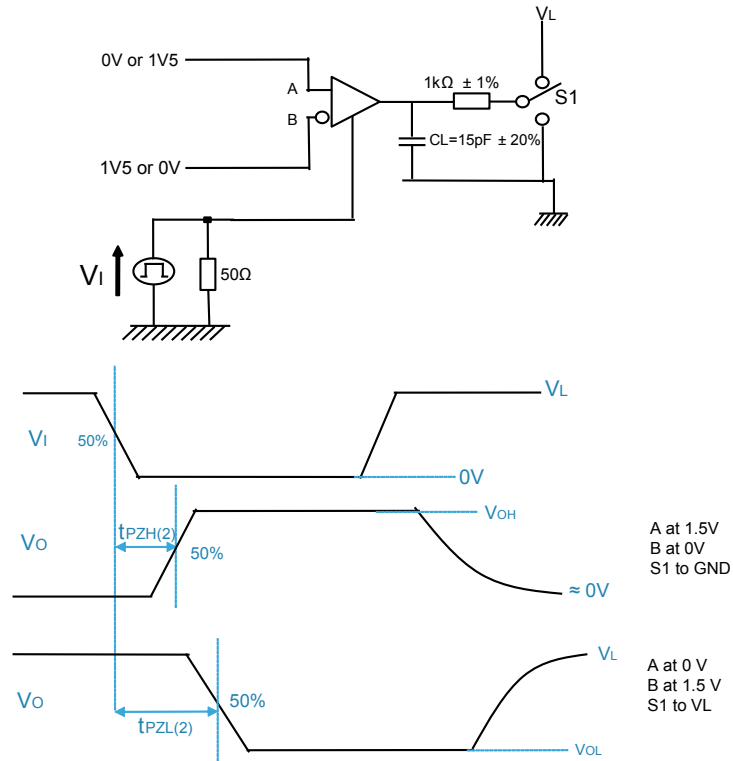 VL
0V or 1V5
A
1kΩ ± 1%
S1
B
CL=15pF ± 20%
1V5 or 0V
VI
50Ω
VL
VI
50%
0V
tPZH(2)
VOH
VO
50%
≈ 0V
A at 1.5V
B at 0V
S1 to GND
VL
VO
50%
tPZL(2)
VOL
A at 0 V
B at 1.5 V
S1 to VL